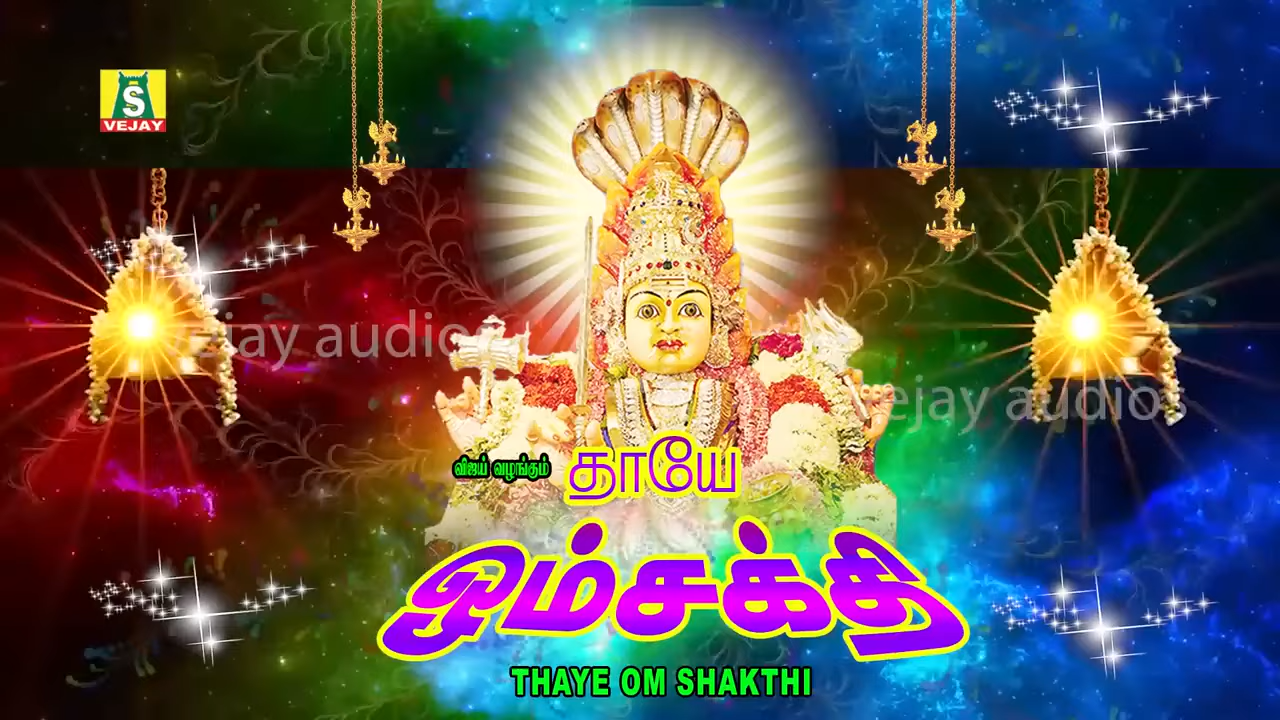 S
VEJAY
vejay audios
vejay audios
விஜய் வழங்கும்
தாயே
ஓம்சக்தி
THAYE OM SHAKTHI